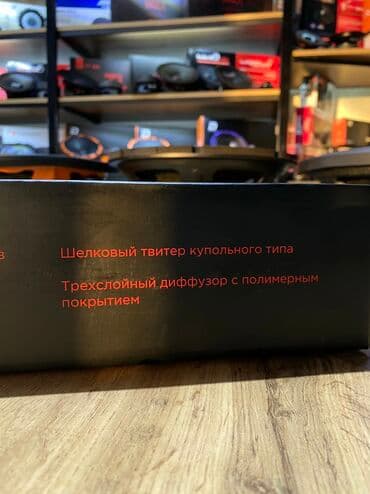 Шелковый твитер купольного типа
Трехслойный диффузор с полимерным
покрытием